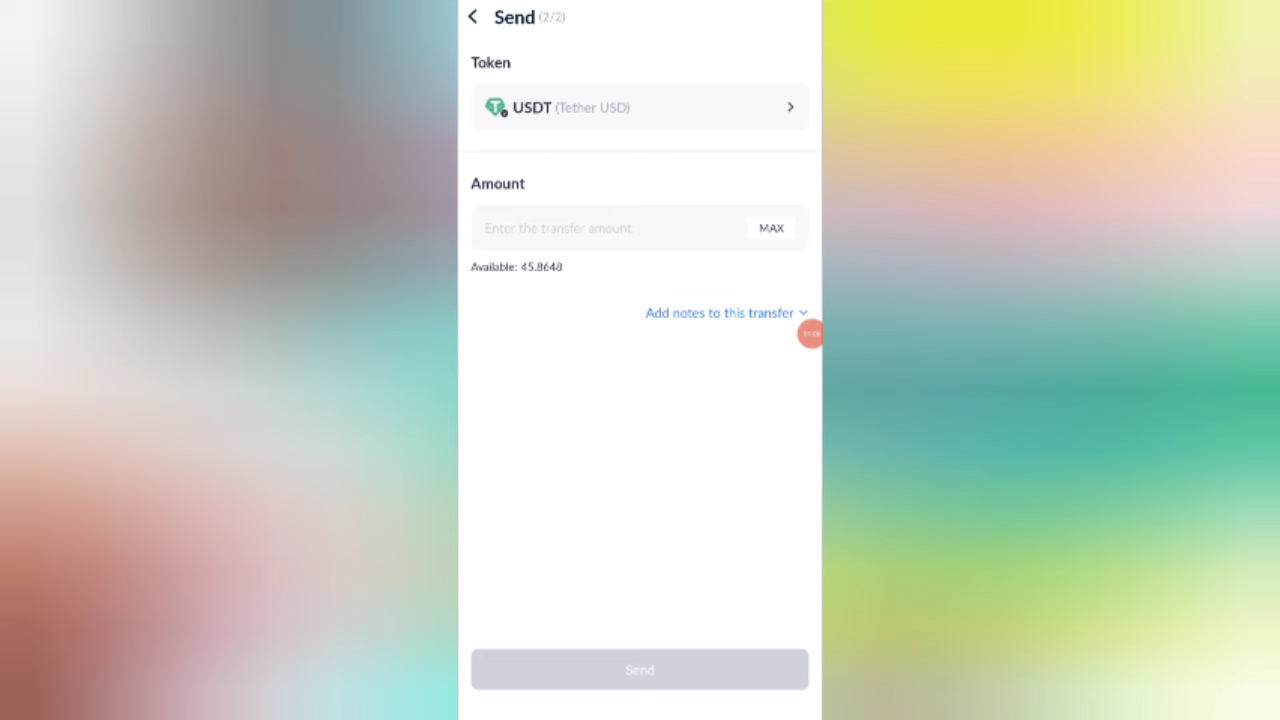 Send (2/2)
Token
USDT (Tether USD)
Amount
Enter the transfer amount
MAX
Available: 45.8648
Add notes to this transfer
Send